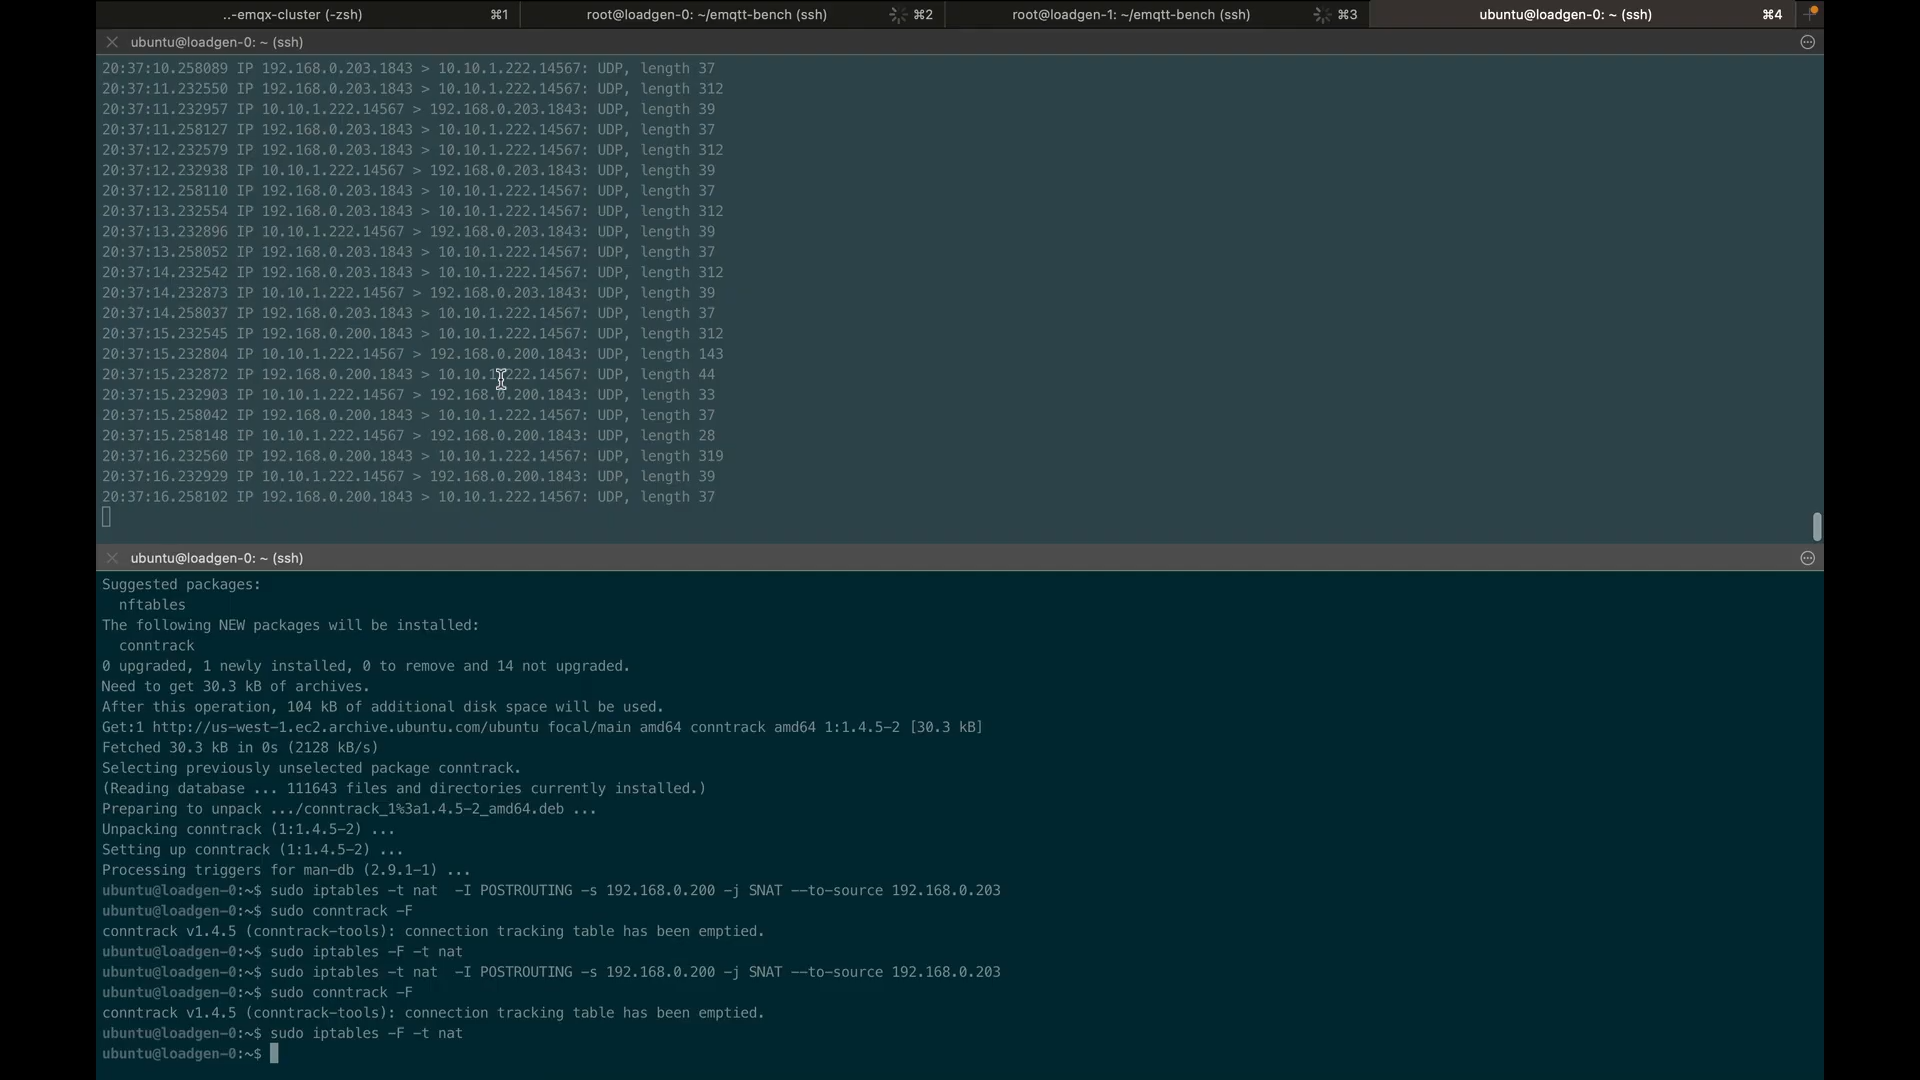 ..-emqx-cluster (-zsh) ⌘1 root@loadgen-0: ~/emqtt-bench (ssh) ⌘2 root@loadgen-1: ~/emqtt-bench (ssh) ⌘3 ubuntu@loadgen-0: ~ (ssh) ⌘4
ubuntu@loadgen-0: ~ (ssh)
20:37:10.258089 IP 192.168.0.203.1843 > 10.10.1.222.14567: UDP, length 37
20:37:11.232550 IP 192.168.0.203.1843 > 10.10.1.222.14567: UDP, length 312
20:37:11.232957 IP 10.10.1.222.14567 > 192.168.0.203.1843: UDP, length 39
20:37:11.258127 IP 192.168.0.203.1843 > 10.10.1.222.14567: UDP, length 37
20:37:12.232579 IP 192.168.0.203.1843 > 10.10.1.222.14567: UDP, length 312
20:37:12.232938 IP 10.10.1.222.14567 > 192.168.0.203.1843: UDP, length 39
20:37:12.258110 IP 192.168.0.203.1843 > 10.10.1.222.14567: UDP, length 37
20:37:13.232554 IP 192.168.0.203.1843 > 10.10.1.222.14567: UDP, length 312
20:37:13.232896 IP 10.10.1.222.14567 > 192.168.0.203.1843: UDP, length 39
20:37:13.258052 IP 192.168.0.203.1843 > 10.10.1.222.14567: UDP, length 37
20:37:14.232542 IP 192.168.0.203.1843 > 10.10.1.222.14567: UDP, length 312
20:37:14.232873 IP 10.10.1.222.14567 > 192.168.0.203.1843: UDP, length 39
20:37:14.258037 IP 192.168.0.203.1843 > 10.10.1.222.14567: UDP, length 37
20:37:15.232545 IP 192.168.0.200.1843 > 10.10.1.222.14567: UDP, length 312
20:37:15.232804 IP 10.10.1.222.14567 > 192.168.0.200.1843: UDP, length 143
20:37:15.232872 IP 192.168.0.200.1843 > 10.10.1.222.14567: UDP, length 44
20:37:15.232903 IP 10.10.1.222.14567 > 192.168.0.200.1843: UDP, length 33
20:37:15.258042 IP 192.168.0.200.1843 > 10.10.1.222.14567: UDP, length 37
20:37:15.258148 IP 10.10.1.222.14567 > 192.168.0.200.1843: UDP, length 28
20:37:16.232560 IP 192.168.0.200.1843 > 10.10.1.222.14567: UDP, length 319
20:37:16.232929 IP 10.10.1.222.14567 > 192.168.0.200.1843: UDP, length 39
20:37:16.258102 IP 192.168.0.200.1843 > 10.10.1.222.14567: UDP, length 37
ubuntu@loadgen-0: ~ (ssh)
Suggested packages:
  nftables
The following NEW packages will be installed:
  conntrack
0 upgraded, 1 newly installed, 0 to remove and 14 not upgraded.
Need to get 30.3 kB of archives.
After this operation, 104 kB of additional disk space will be used.
Get:1 http://us-west-1.ec2.archive.ubuntu.com/ubuntu focal/main amd64 conntrack amd64 1:1.4.5-2 [30.3 kB]
Fetched 30.3 kB in 0s (2128 kB/s)
Selecting previously unselected package conntrack.
(Reading database ... 111643 files and directories currently installed.)
Preparing to unpack .../conntrack_1%3a1.4.5-2_amd64.deb ...
Unpacking conntrack (1:1.4.5-2) ...
Setting up conntrack (1:1.4.5-2) ...
Processing triggers for man-db (2.9.1-1) ...
ubuntu@loadgen-0:~$ sudo iptables -t nat  -I POSTROUTING -s 192.168.0.200 -j SNAT --to-source 192.168.0.203
ubuntu@loadgen-0:~$ sudo conntrack -F
conntrack v1.4.5 (conntrack-tools): connection tracking table has been emptied.
ubuntu@loadgen-0:~$ sudo iptables -F -t nat
ubuntu@loadgen-0:~$ sudo iptables -t nat  -I POSTROUTING -s 192.168.0.200 -j SNAT --to-source 192.168.0.203
ubuntu@loadgen-0:~$ sudo conntrack -F
conntrack v1.4.5 (conntrack-tools): connection tracking table has been emptied.
ubuntu@loadgen-0:~$ sudo iptables -F -t nat
ubuntu@loadgen-0:~$